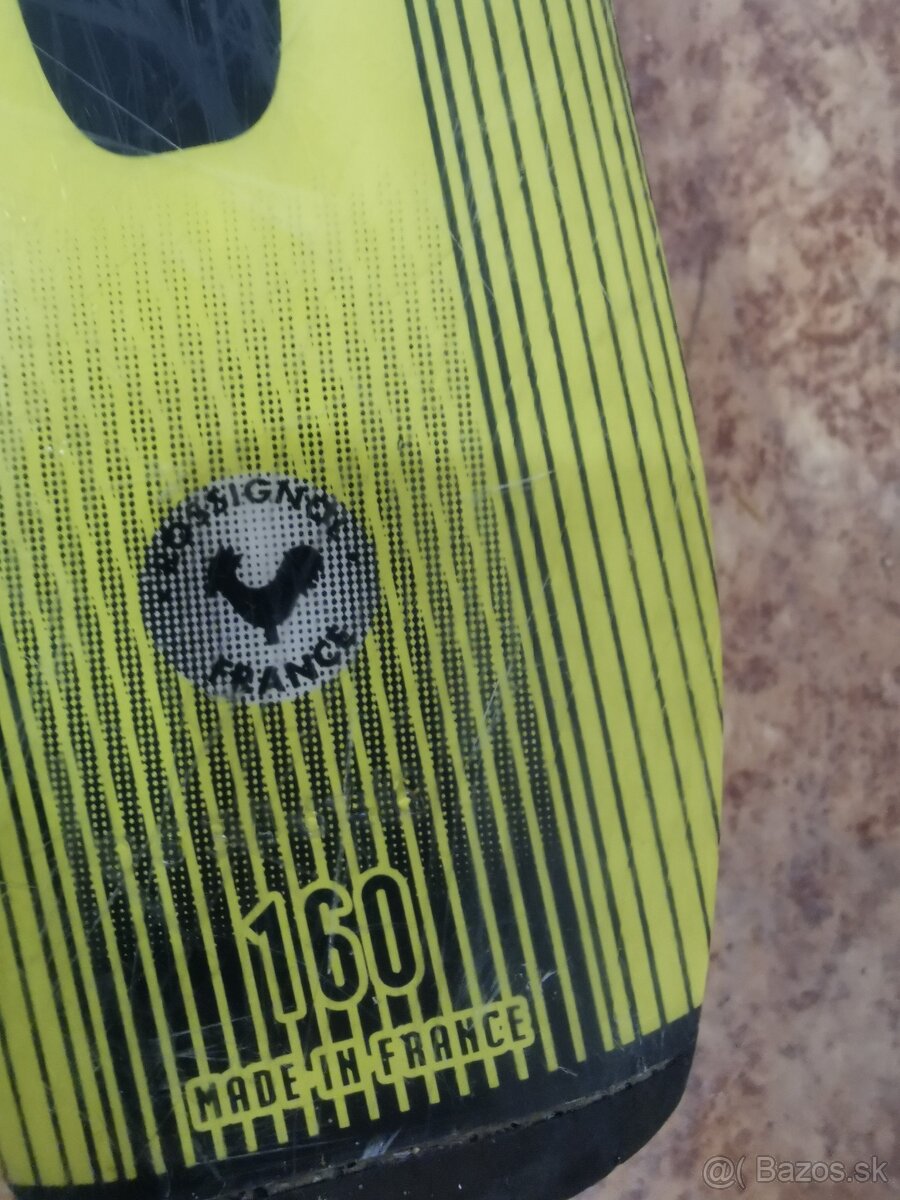 ROSSIGNOL
FRANCE
160
MADE IN FRANCE
@( Bazos.sk